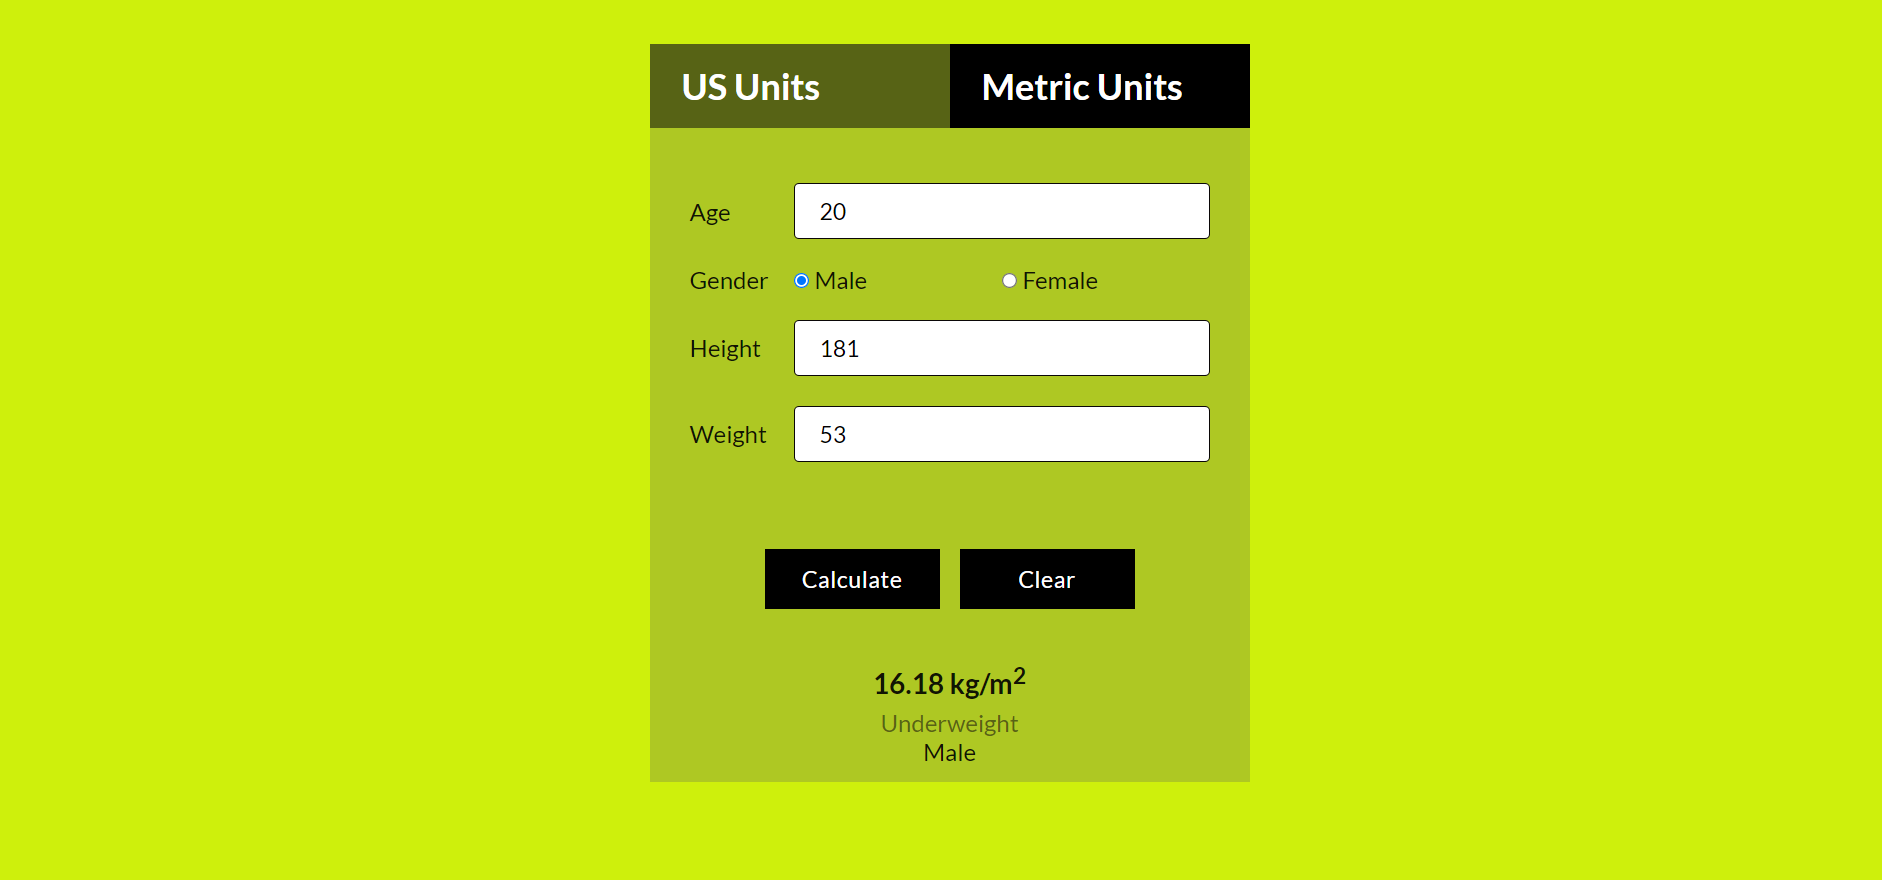 US Units Metric Units
Age 20
Gender Male Female
Height 181
Weight 53
Calculate Clear
16.18 kg/m²
Underweight
Male